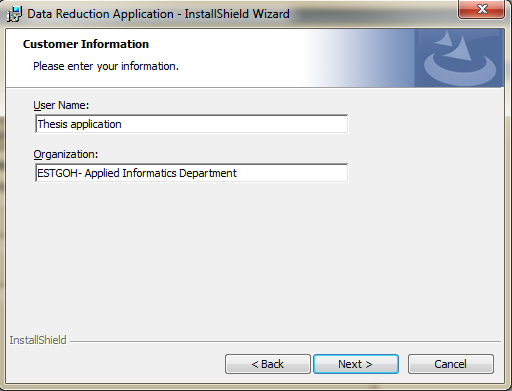 Data Reduction Application - InstallShield Wizard
Customer Information
Please enter your information.
User Name:
Thesis application
Organization:
ESTGOH- Applied Informatics Department
InstallShield
< Back
Next >
Cancel